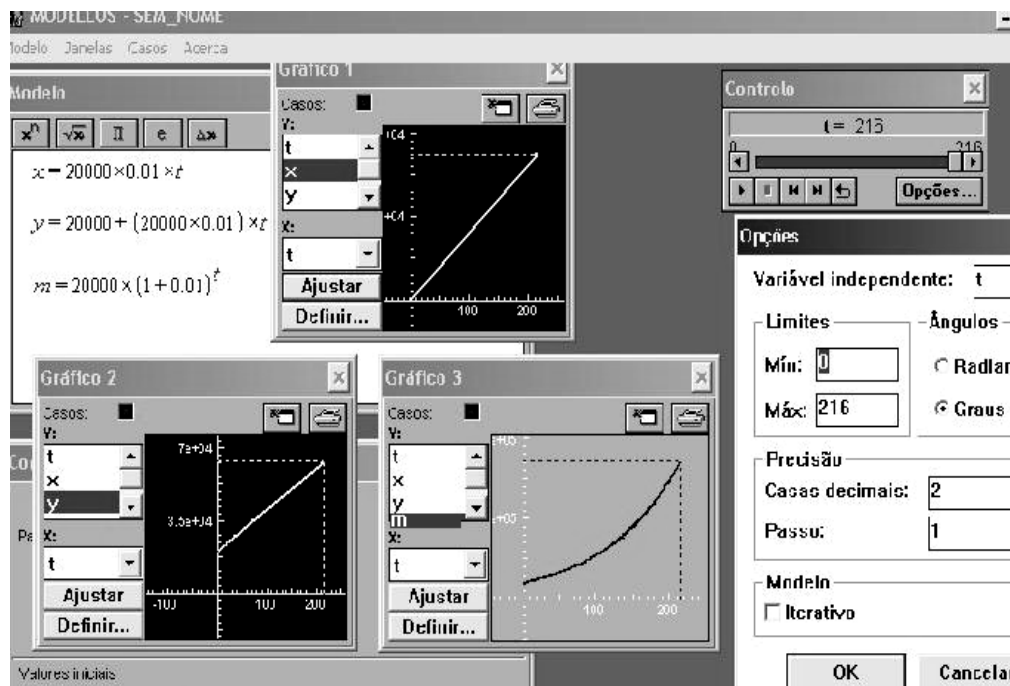 MODELLUS - SEM_NOME
Modelo Janelas Casos Acerca
Modelo
xⁿ √x Π e Δx
x = 20000×0.01 ×t
y = 20000 + (20000×0.01) ×t
m = 20000 × (1 + 0.01)^t
Gráfico 1
Casos:
Y:
t
x
y
X:
t
Ajustar
Definir...
100 200
Controlo
t= 216
0 216
Opções...
Opções
Variável independente: t
Limites
Mín: 0
Máx: 216
Ângulos
Graus
Precisão
Casas decimais: 2
Passo: 1
Modelo
Iterativo
OK Cancelar
Gráfico 2
Casos:
Y:
t
x
y
X:
t
Ajustar
Definir...
7e+04
3.5e+04
-100 100 200
Gráfico 3
Casos:
Y:
t
x
y
m
X:
t
Ajustar
Definir...
100 200
Valores iniciais